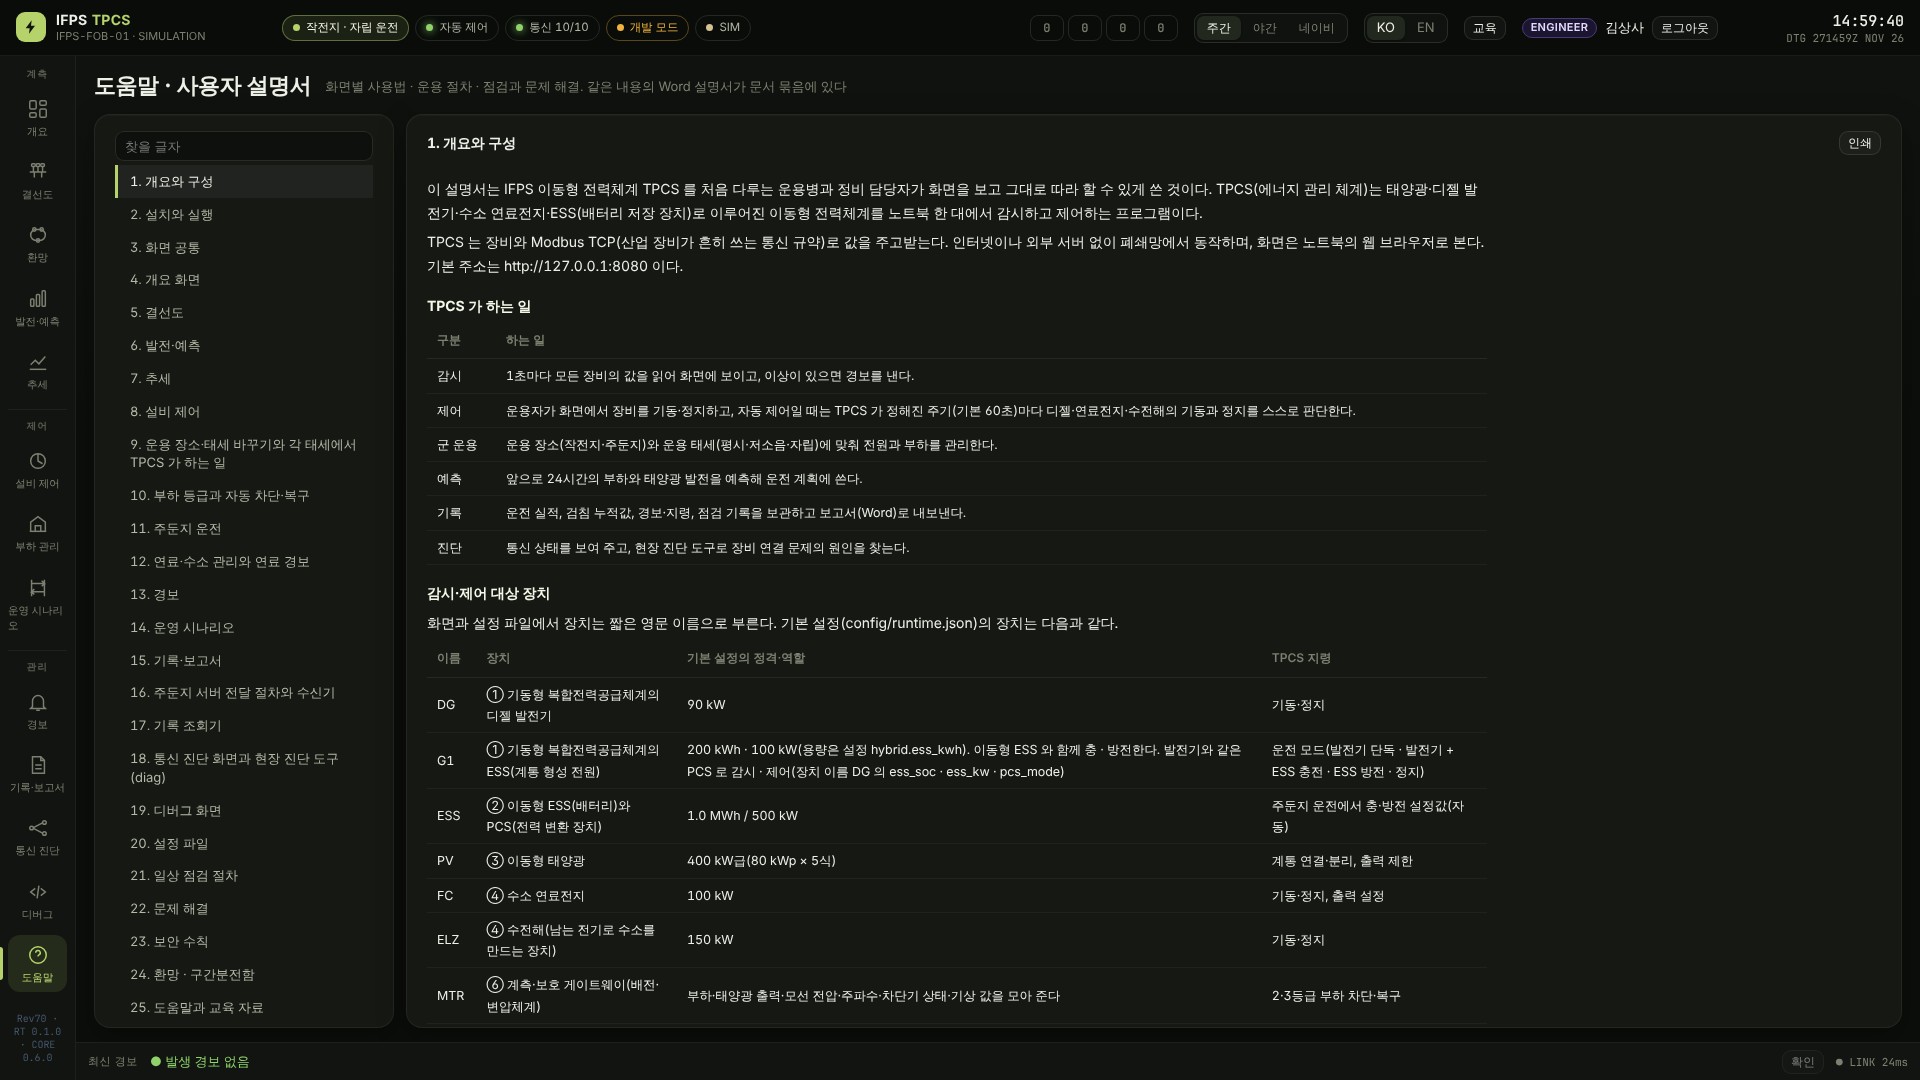 IFPS TPCS
IFPS-FOB-01 · SIMULATION
작전지 · 자립 운전
자동 제어
통신 10/10
개발 모드
SIM
0
0
0
0
주간
야간
네이비
KO
EN
교육
ENGINEER
김상사
로그아웃
14:59:40
DTG 271459Z NOV 26
계측
개요
결선도
환망
발전·예측
추세
제어
설비 제어
부하 관리
운영 시나리
오
관리
경보
기록·보고서
통신 진단
디버그
도움말
Rev70 ·
RT 0.1.0
· CORE
0.6.0
도움말 · 사용자 설명서
화면별 사용법 · 운용 절차 · 점검과 문제 해결. 같은 내용의 Word 설명서가 문서 묶음에 있다
찾을 글자
1. 개요와 구성
2. 설치와 실행
3. 화면 공통
4. 개요 화면
5. 결선도
6. 발전·예측
7. 추세
8. 설비 제어
9. 운용 장소·태세 바꾸기와 각 태세에서
TPCS 가 하는 일
10. 부하 등급과 자동 차단·복구
11. 주둔지 운전
12. 연료·수소 관리와 연료 경보
13. 경보
14. 운영 시나리오
15. 기록·보고서
16. 주둔지 서버 전달 절차와 수신기
17. 기록 조회기
18. 통신 진단 화면과 현장 진단 도구
(diag)
19. 디버그 화면
20. 설정 파일
21. 일상 점검 절차
22. 문제 해결
23. 보안 수칙
24. 환망 · 구간분전함
25. 도움말과 교육 자료
1. 개요와 구성
인쇄
이 설명서는 IFPS 이동형 전력체계 TPCS 를 처음 다루는 운용병과 정비 담당자가 화면을 보고 그대로 따라 할 수 있게 쓴 것이다. TPCS(에너지 관리 체계)는 태양광·디젤 발
전기·수소 연료전지·ESS(배터리 저장 장치)로 이루어진 이동형 전력체계를 노트북 한 대에서 감시하고 제어하는 프로그램이다.
TPCS 는 장비와 Modbus TCP(산업 장비가 흔히 쓰는 통신 규약)로 값을 주고받는다. 인터넷이나 외부 서버 없이 폐쇄망에서 동작하며, 화면은 노트북의 웹 브라우저로 본다.
기본 주소는 http://127.0.0.1:8080 이다.
TPCS 가 하는 일
구분 하는 일
감시 1초마다 모든 장비의 값을 읽어 화면에 보이고, 이상이 있으면 경보를 낸다.
제어 운용자가 화면에서 장비를 기동·정지하고, 자동 제어일 때는 TPCS 가 정해진 주기(기본 60초)마다 디젤·연료전지·수전해의 기동과 정지를 스스로 판단한다.
군 운용 운용 장소(작전지·주둔지)와 운용 태세(평시·저소음·자립)에 맞춰 전원과 부하를 관리한다.
예측 앞으로 24시간의 부하와 태양광 발전을 예측해 운전 계획에 쓴다.
기록 운전 실적, 검침 누적값, 경보·지령, 점검 기록을 보관하고 보고서(Word)로 내보낸다.
진단 통신 상태를 보여 주고, 현장 진단 도구로 장비 연결 문제의 원인을 찾는다.
감시·제어 대상 장치
화면과 설정 파일에서 장치는 짧은 영문 이름으로 부른다. 기본 설정(config/runtime.json)의 장치는 다음과 같다.
이름 장치 기본 설정의 정격·역할 TPCS 지령
DG ① 기동형 복합전력공급체계의 디젤 발전기 90 kW 기동·정지
G1 ① 기동형 복합전력공급체계의 ESS(계통 형성 전원) 200 kWh · 100 kW(용량은 설정 hybrid.ess_kwh). 이동형 ESS 와 함께 충 · 방전한다. 발전기와 같은 PCS 로 감시 · 제어(장치 이름 DG 의 ess_soc · ess_kw · pcs_mode) 운전 모드(발전기 단독 · 발전기 + ESS 충전 · ESS 방전 · 정지)
ESS ② 이동형 ESS(배터리)와 PCS(전력 변환 장치) 1.0 MWh / 500 kW 주둔지 운전에서 충·방전 설정값(자동)
PV ③ 이동형 태양광 400 kW급(80 kWp × 5식) 계통 연결·분리, 출력 제한
FC ④ 수소 연료전지 100 kW 기동·정지, 출력 설정
ELZ ④ 수전해(남는 전기로 수소를 만드는 장치) 150 kW 기동·정지
MTR ⑥ 계측·보호 게이트웨이(배전·변압체계) 부하·태양광 출력·모선 전압·주파수·차단기 상태·기상 값을 모아 준다 2·3등급 부하 차단·복구
최신 경보
발생 경보 없음
확인
LINK 24ms